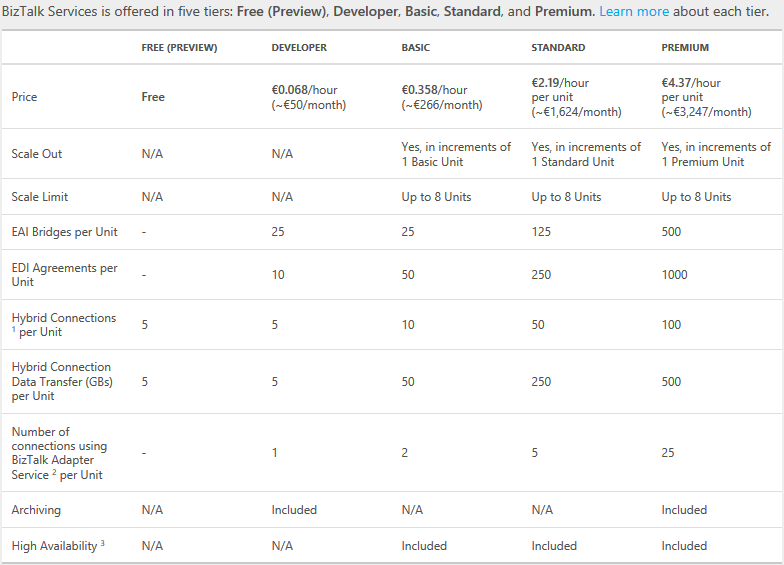 BizTalk Services is offered in five tiers: Free (Preview), Developer, Basic, Standard, and Premium. Learn more about each tier.
FREE (PREVIEW) DEVELOPER BASIC STANDARD PREMIUM
Price Free €0.068/hour (~€50/month) €0.358/hour (~€266/month) €2.19/hour per unit (~€1,624/month) €4.37/hour per unit (~€3,247/month)
Scale Out N/A N/A Yes, in increments of 1 Basic Unit Yes, in increments of 1 Standard Unit Yes, in increments of 1 Premium Unit
Scale Limit N/A N/A Up to 8 Units Up to 8 Units Up to 8 Units
EAI Bridges per Unit - 25 25 125 500
EDI Agreements per Unit - 10 50 250 1000
Hybrid Connections 1 per Unit 5 5 10 50 100
Hybrid Connection Data Transfer (GBs) per Unit 5 5 50 250 500
Number of connections using BizTalk Adapter Service 2 per Unit - 1 2 5 25
Archiving N/A Included N/A N/A Included
High Availability 3 N/A N/A Included Included Included